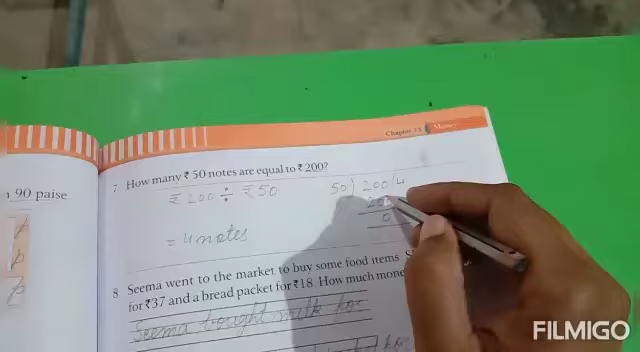 Chapter 13 Money
7 How many ₹ 50 notes are equal to ₹ 200?
₹ 200 ÷ ₹ 50
50) 200 (4
0
= 4 notes
90 paise
8 Seema went to the market to buy some food items.
for ₹37 and a bread packet for ₹18. How much
Seema bought milk for
FILMIGO